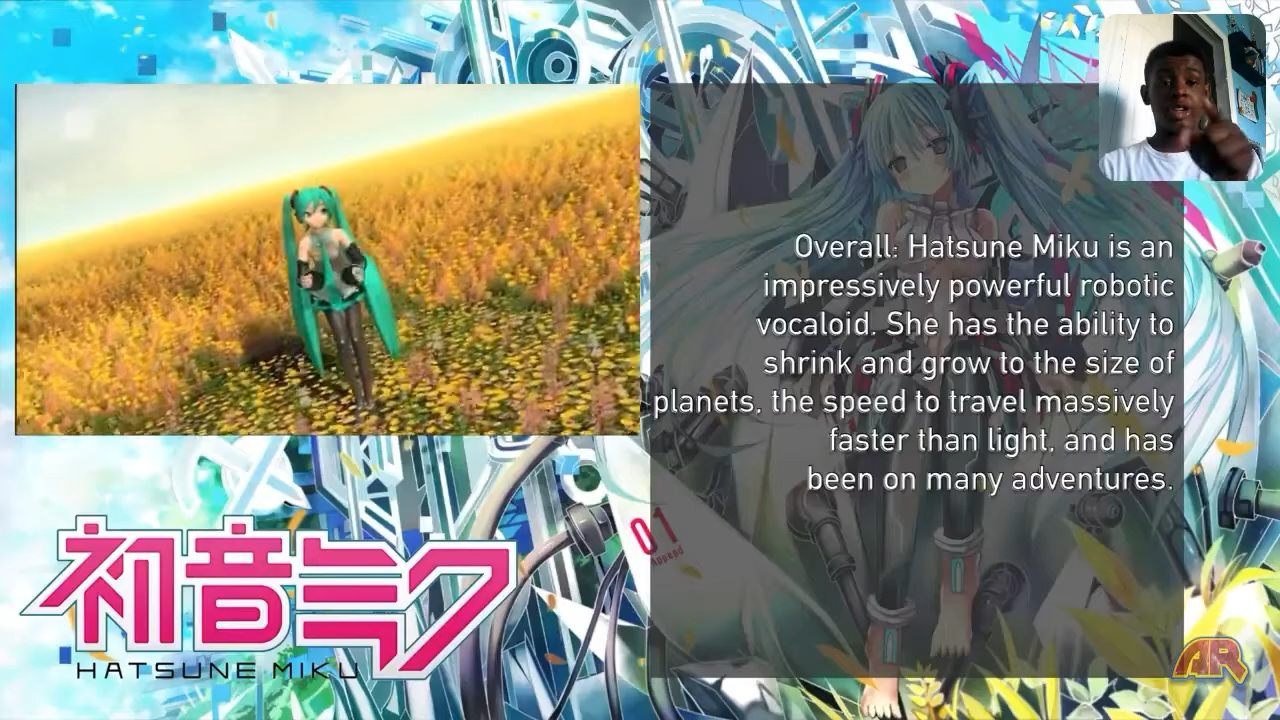 Overall: Hatsune Miku is an
impressively powerful robotic
vocaloid. She has the ability to
shrink and grow to the size of
planets, the speed to travel massively
faster than light, and has
been on many adventures.
01
Append
初音ミク
HATSUNE MIKU
AR